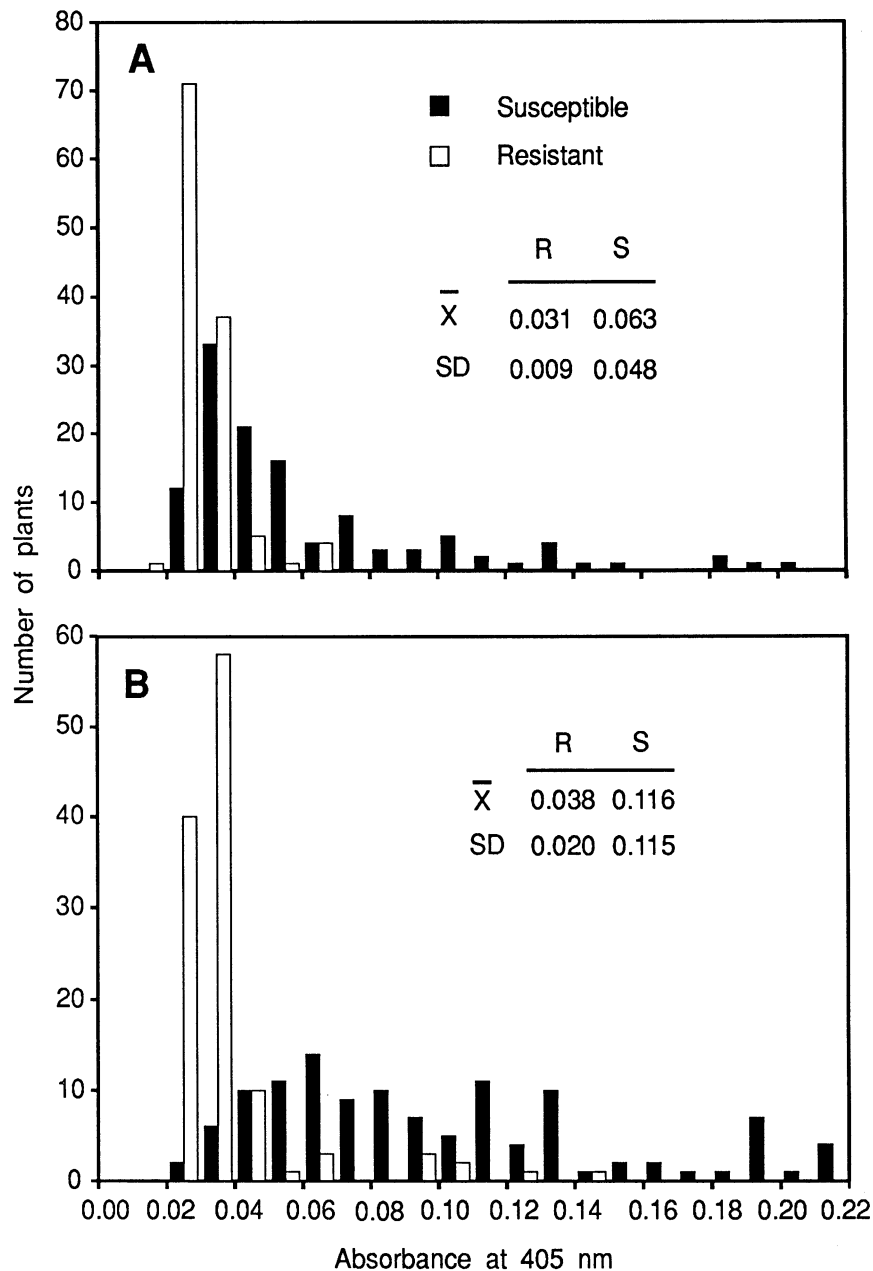 A
Susceptible
Resistant
R S
X 0.031 0.063
SD 0.009 0.048
80
70
60
50
40
30
20
10
0
Number of plants
B
R S
X 0.038 0.116
SD 0.020 0.115
60
50
40
30
20
10
0
0.00 0.02 0.04 0.06 0.08 0.10 0.12 0.14 0.16 0.18 0.20 0.22
Absorbance at 405 nm